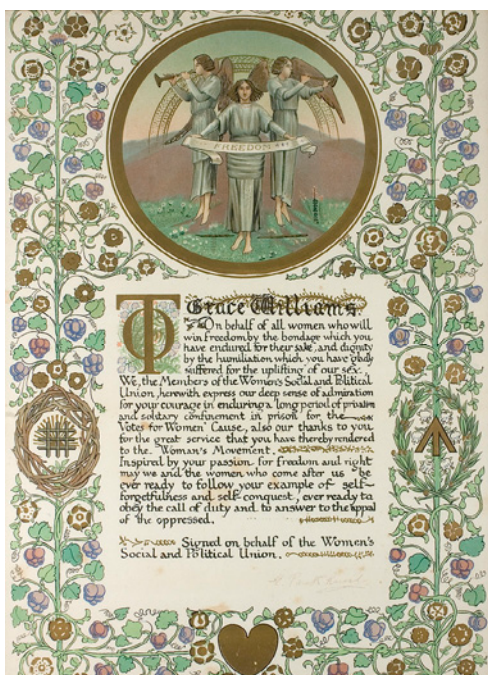 FREEDOM
To
Grace Williams.
On behalf of all women who will
win freedom by the bondage which you
have endured for their sake, and dignity
by the humiliation which you have gladly
suffered for the uplifting of our sex.
We, the Members of the Women's Social and Political
Union, herewith express our deep sense of admiration
for your courage in enduring a long period of privation
and solitary confinement in prison for the
Votes for Women Cause, also our thanks to you
for the great service that you have thereby rendered
to the Woman's Movement.
Inspired by your passion for freedom and right
may we and the women who come after us be
ever ready to follow your example of self-
forgetfulness and self-conquest, ever ready to
obey the call of duty and to answer to the appeal
of the oppressed.
Signed on behalf of the Women's
Social and Political Union.
E. Pankhurst